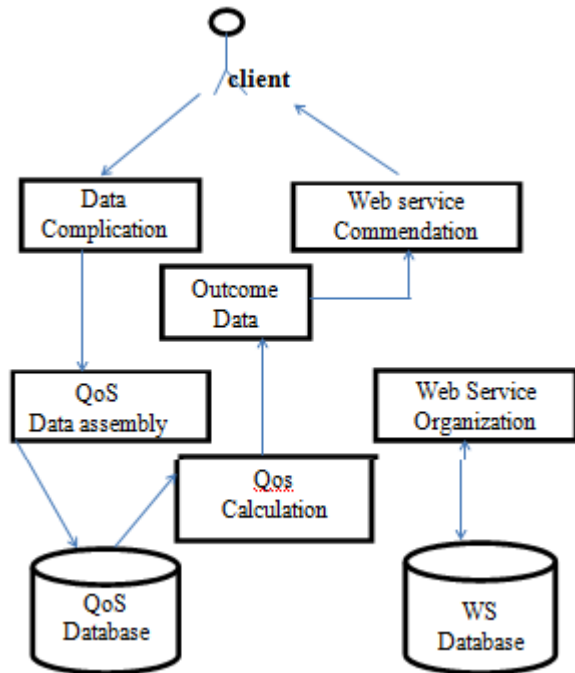 client
Data
Complication
Web service
Commendation
Outcome
Data
QoS
Data assembly
Web Service
Organization
Qos
Calculation
QoS
Database
WS
Database